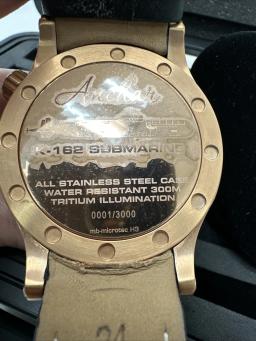 K-162 SUBMARINE
ALL STAINLESS STEEL CASE
WATER RESISTANT 300M
TRITIUM ILLUMINATION
0001/3000
mb-microtec H3